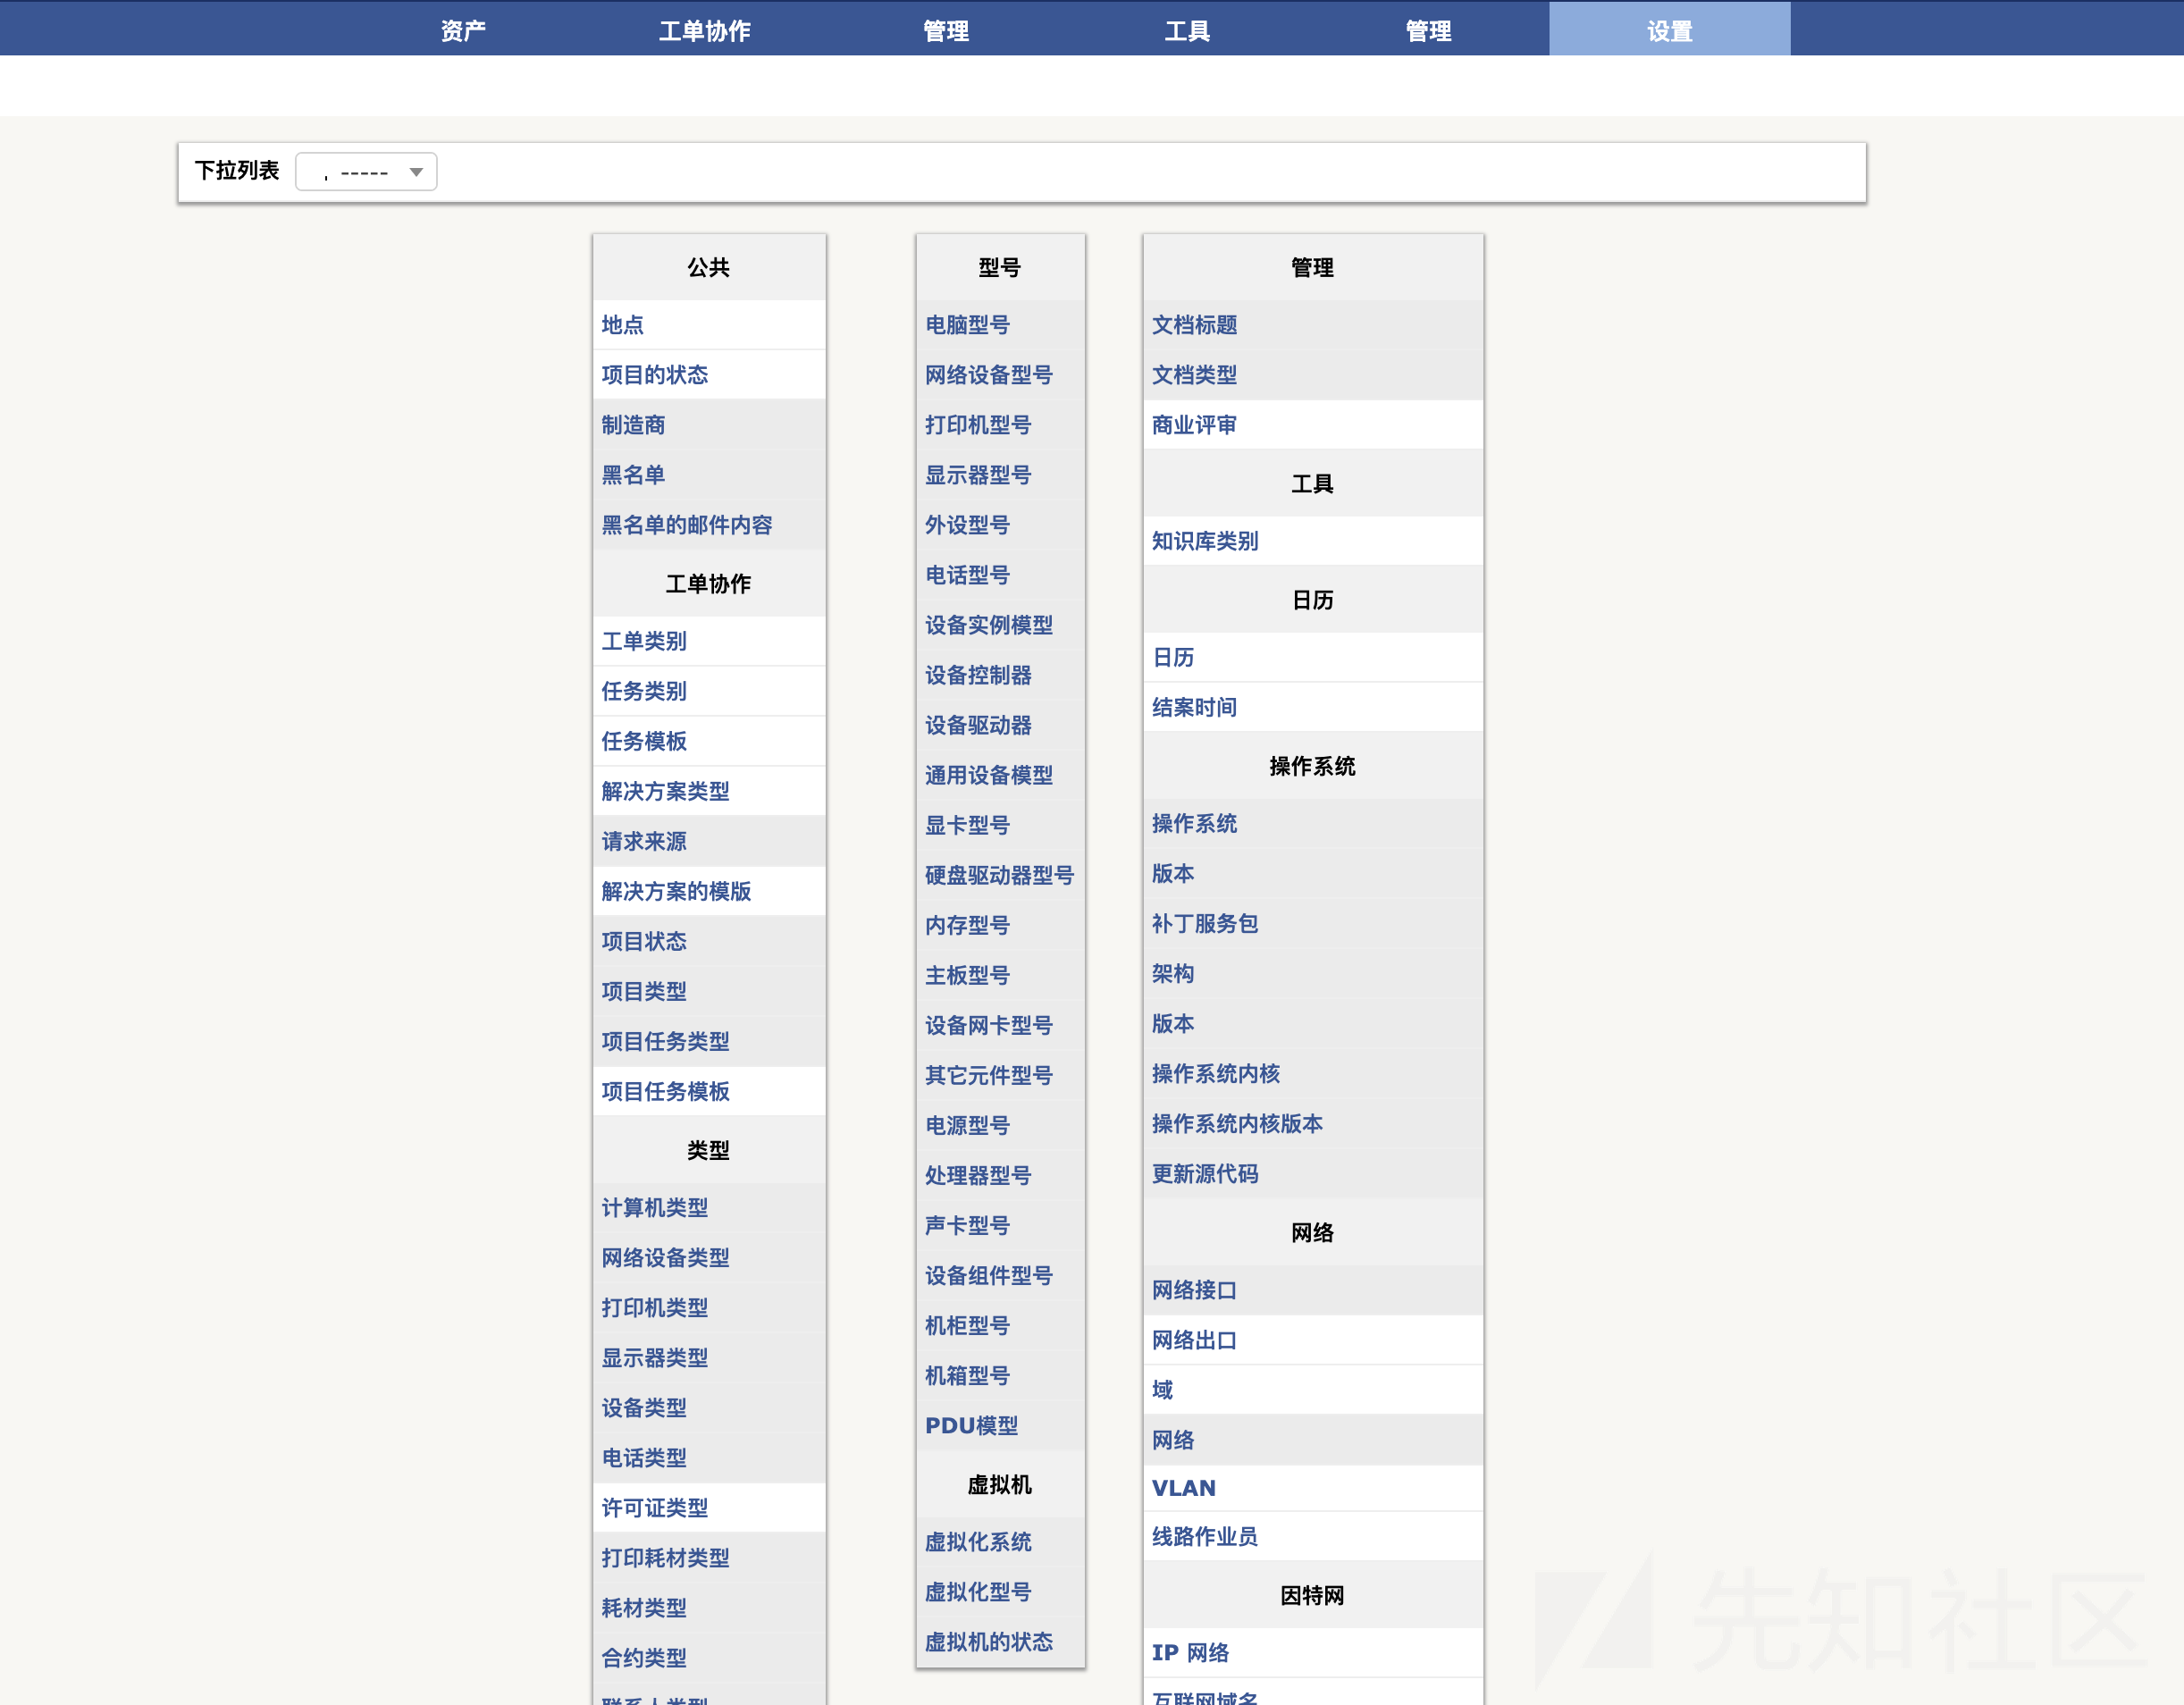 资产 工单协作 管理 工具 管理 设置
下拉列表 , -----
公共
地点
项目的状态
制造商
黑名单
黑名单的邮件内容
工单协作
工单类别
任务类别
任务模板
解决方案类型
请求来源
解决方案的模版
项目状态
项目类型
项目任务类型
项目任务模板
类型
计算机类型
网络设备类型
打印机类型
显示器类型
设备类型
电话类型
许可证类型
打印耗材类型
耗材类型
合约类型
联系人类型
型号
电脑型号
网络设备型号
打印机型号
显示器型号
外设型号
电话型号
设备实例模型
设备控制器
设备驱动器
通用设备模型
显卡型号
硬盘驱动器型号
内存型号
主板型号
设备网卡型号
其它元件型号
电源型号
处理器型号
声卡型号
设备组件型号
机柜型号
机箱型号
PDU模型
虚拟机
虚拟化系统
虚拟化型号
虚拟机的状态
管理
文档标题
文档类型
商业评审
工具
知识库类别
日历
日历
结案时间
操作系统
操作系统
版本
补丁服务包
架构
版本
操作系统内核
操作系统内核版本
更新源代码
网络
网络接口
网络出口
域
网络
VLAN
线路作业员
因特网
IP 网络
互联网域名
先知社区